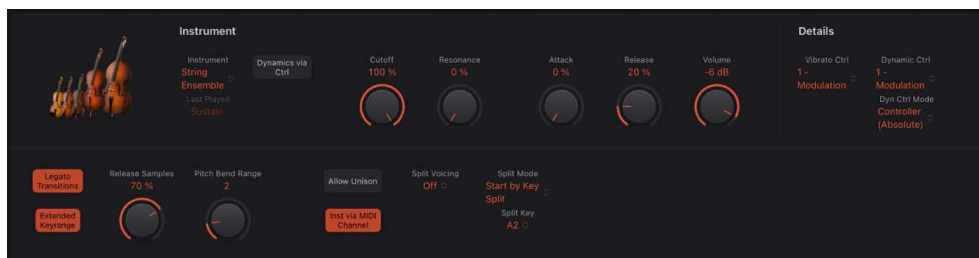 Instrument
Details
Instrument
String
Ensemble
Last Played
Sustain
Dynamics via
Ctrl
Cutoff
100 %
Resonance
0 %
Attack
0 %
Release
20 %
Volume
-6 dB
Vibrato Ctrl
1 -
Modulation
Dynamic Ctrl
1 -
Modulation
Dyn Ctrl Mode
Controller
(Absolute)
Legato
Transitions
Extended
Keyrange
Release Samples
70 %
Pitch Bend Range
2
Allow Unison
Inst via MIDI
Channel
Split Voicing
Off
Split Mode
Start by Key
Split
Split Key
A2